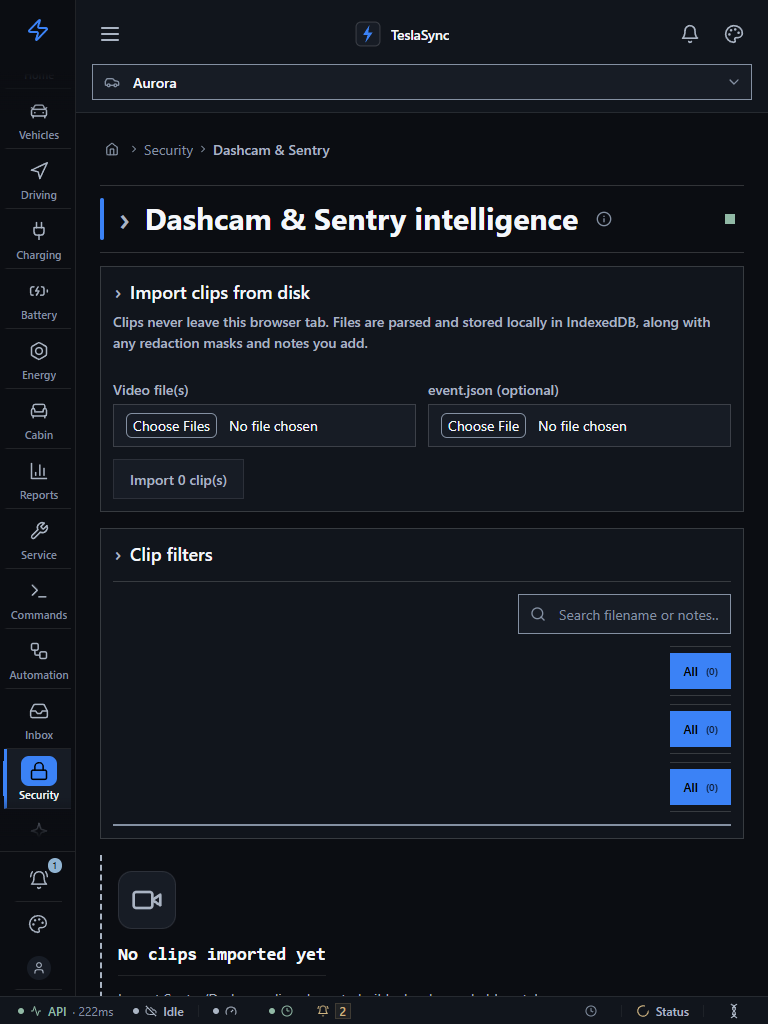 TeslaSync
Aurora
Vehicles
Driving
Charging
Battery
Energy
Cabin
Reports
Service
Commands
Automation
Inbox
Security
1
Security
Dashcam & Sentry
Dashcam & Sentry intelligence
Import clips from disk
Clips never leave this browser tab. Files are parsed and stored locally in IndexedDB, along with
any redaction masks and notes you add.
Video file(s)
Choose Files No file chosen
event.json (optional)
Choose File No file chosen
Import 0 clip(s)
Clip filters
Search filename or notes..
All (0)
All (0)
All (0)
No clips imported yet
API · 222ms
Idle
2
Status